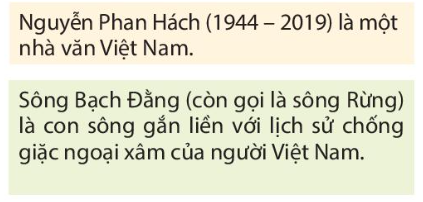 Nguyễn Phan Hách (1944 – 2019) là một
nhà văn Việt Nam.
Sông Bạch Đằng (còn gọi là sông Rừng)
là con sông gắn liền với lịch sử chống
giặc ngoại xâm của người Việt Nam.